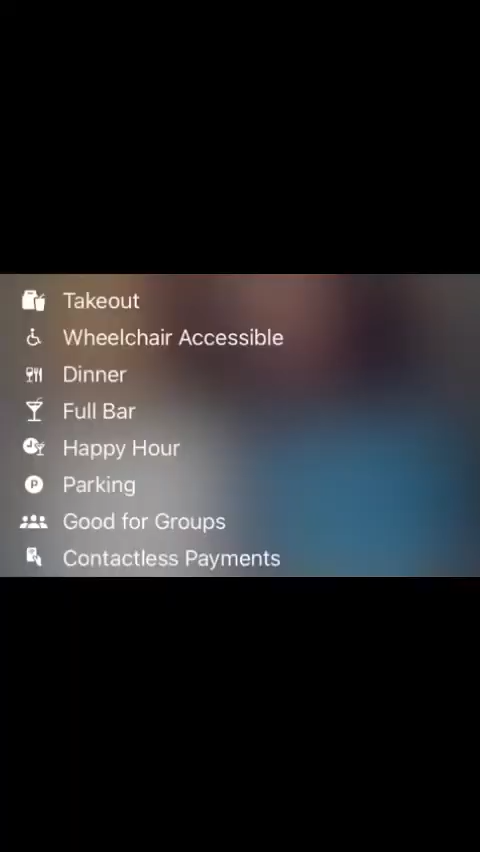 Takeout
Wheelchair Accessible
Dinner
Full Bar
Happy Hour
P Parking
Good for Groups
Contactless Payments